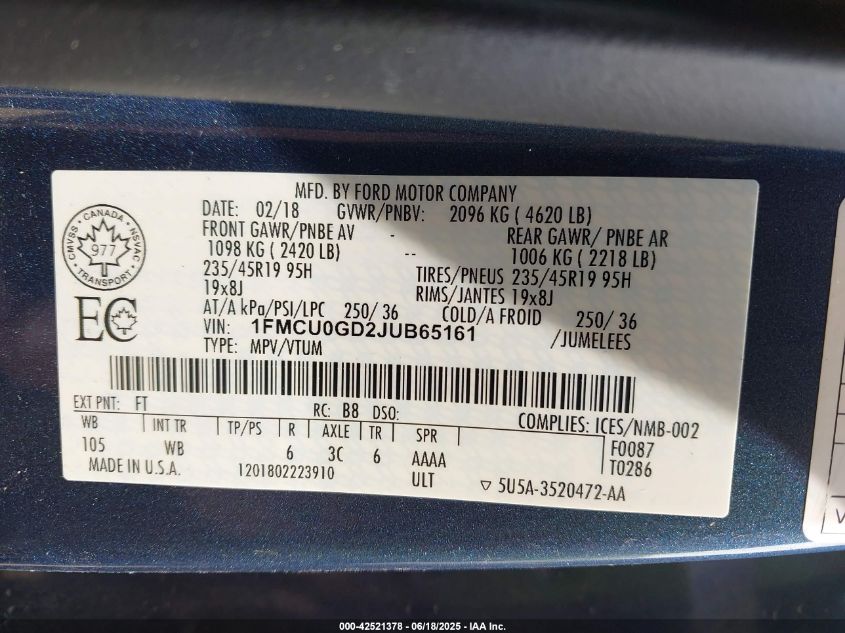 MFD. BY FORD MOTOR COMPANY
DATE: 02/18 GVWR/PNBV: 2096 KG ( 4620 LB)
FRONT GAWR/PNBE AV - REAR GAWR/ PNBE AR
1098 KG ( 2420 LB) -- 1006 KG ( 2218 LB)
235/45R19 95H TIRES/PNEUS 235/45R19 95H
19x8J RIMS/JANTES 19x8J
AT/A kPa/PSI/LPC 250/ 36 COLD/A FROID 250/ 36
VIN: 1FMCU0GD2JUB65161 /JUMELEES
TYPE: MPV/VTUM
CANADA
CMVSS 977 NSVAC
TRANSPORT
EC
EXT PNT: FT RC: B8 DSO: COMPLIES: ICES/NMB-002
WB INT TR TP/PS R AXLE TR SPR F0087
105 WB 6 3C 6 AAAA T0286
MADE IN U.S.A. 1201802223910 ULT ▽ 5U5A-3520472-AA
V
000-42521378 - 06/18/2025 - IAA Inc.